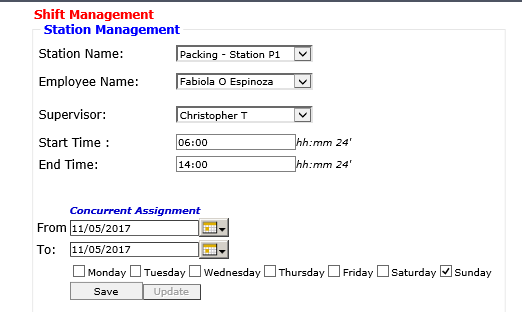 Shift Management
Station Management
Station Name: Packing - Station P1
Employee Name: Fabiola O Espinoza
Supervisor: Christopher T
Start Time : 06:00 hh:mm 24'
End Time: 14:00 hh:mm 24'
Concurrent Assignment
From 11/05/2017
To: 11/05/2017
Monday Tuesday Wednesday Thursday Friday Saturday Sunday
Save Update